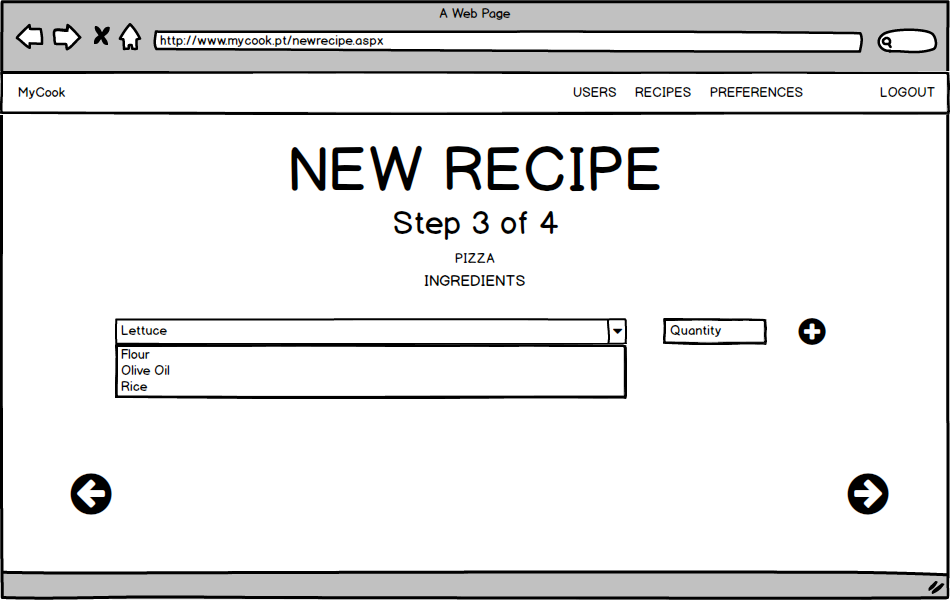 A Web Page
http://www.mycook.pt/newrecipe.aspx
MyCook USERS RECIPES PREFERENCES LOGOUT
NEW RECIPE
Step 3 of 4
PIZZA
INGREDIENTS
Lettuce Quantity
Flour
Olive Oil
Rice